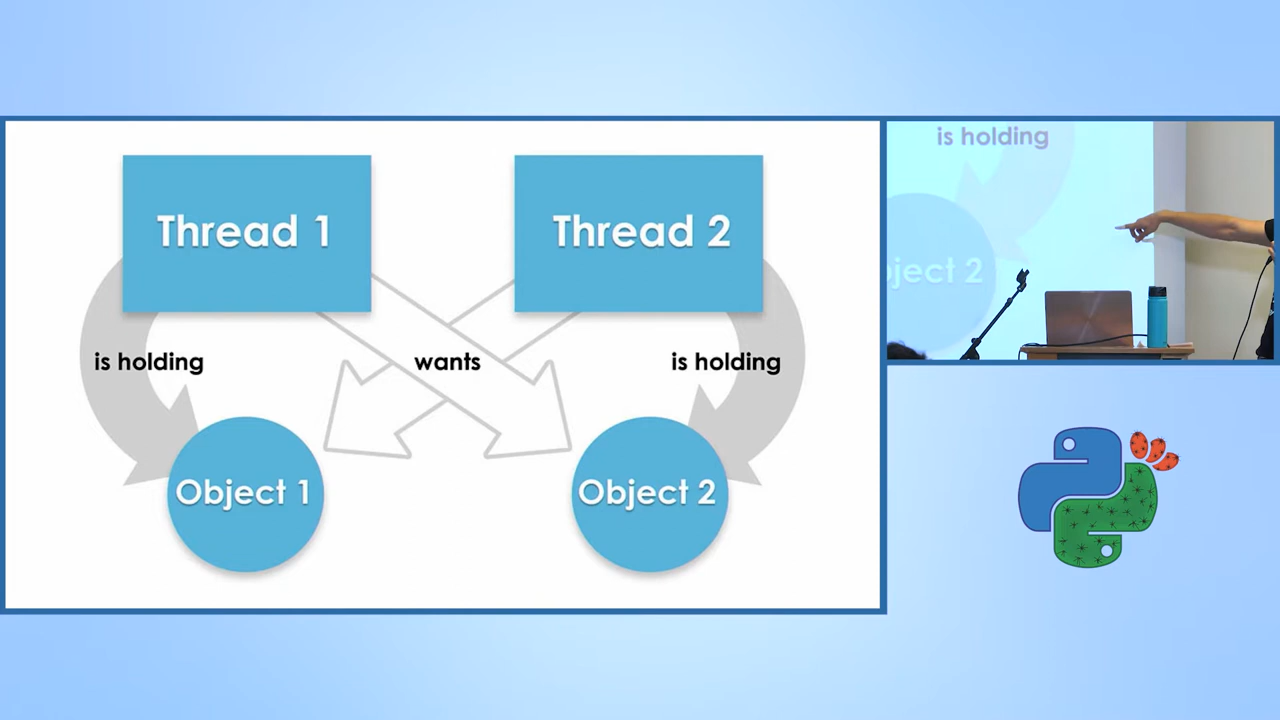 Thread 1
Thread 2
is holding
wants
is holding
Object 1
Object 2
is holding
ject 2